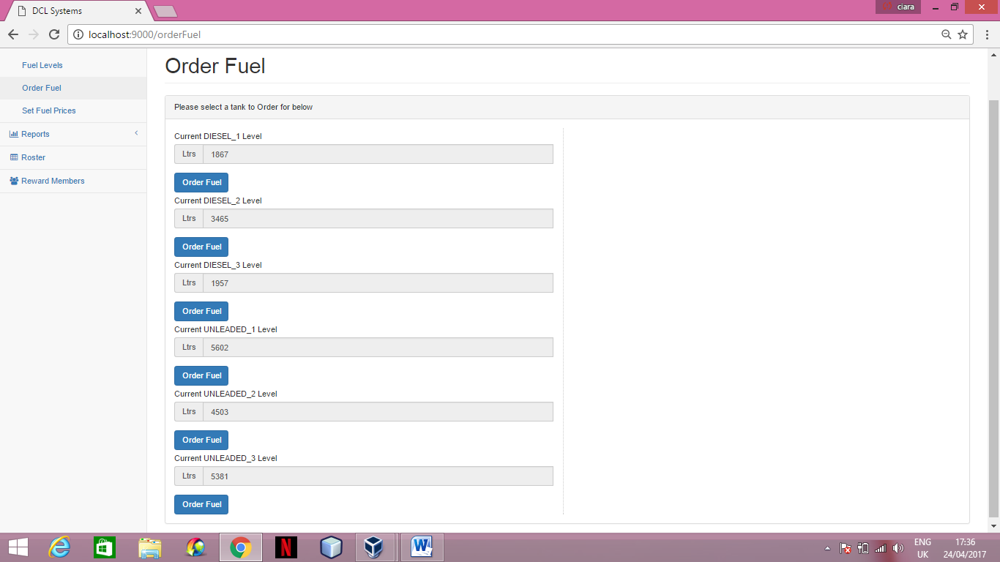 DCL Systems
ciara
localhost:9000/orderFuel
Fuel Levels
Order Fuel
Set Fuel Prices
Reports
Roster
Reward Members
Order Fuel
Please select a tank to Order for below
Current DIESEL_1 Level
Ltrs 1867
Order Fuel
Current DIESEL_2 Level
Ltrs 3465
Order Fuel
Current DIESEL_3 Level
Ltrs 1957
Order Fuel
Current UNLEADED_1 Level
Ltrs 5602
Order Fuel
Current UNLEADED_2 Level
Ltrs 4503
Order Fuel
Current UNLEADED_3 Level
Ltrs 5381
Order Fuel
ENG 17:36
UK 24/04/2017